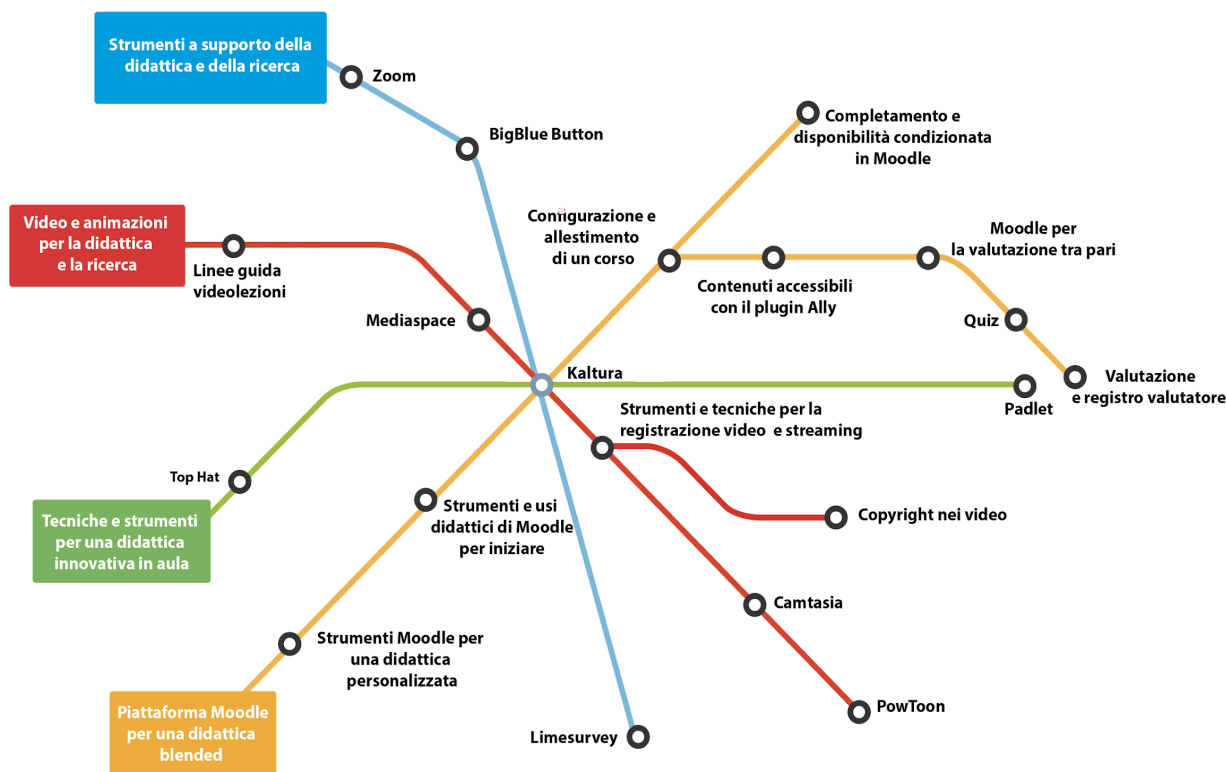 Strumenti a supporto della
didattica e della ricerca
Zoom
BigBlue Button
Completamento e
disponibilità condizionata
in Moodle
Video e animazioni
per la didattica
e la ricerca
Linee guida
videolezioni
Configurazione e
allestimento
di un corso
Moodle per
la valutazione tra pari
Contenuti accessibili
con il plugin Ally
Mediaspace
Quiz
Kaltura
Valutazione
e registro valutatore
Padlet
Strumenti e tecniche per la
registrazione video e streaming
Top Hat
Tecniche e strumenti
per una didattica
innovativa in aula
Strumenti e usi
didattici di Moodle
per iniziare
Copyright nei video
Camtasia
Strumenti Moodle per
una didattica
personalizzata
PowToon
Piattaforma Moodle
per una didattica
blended
Limesurvey